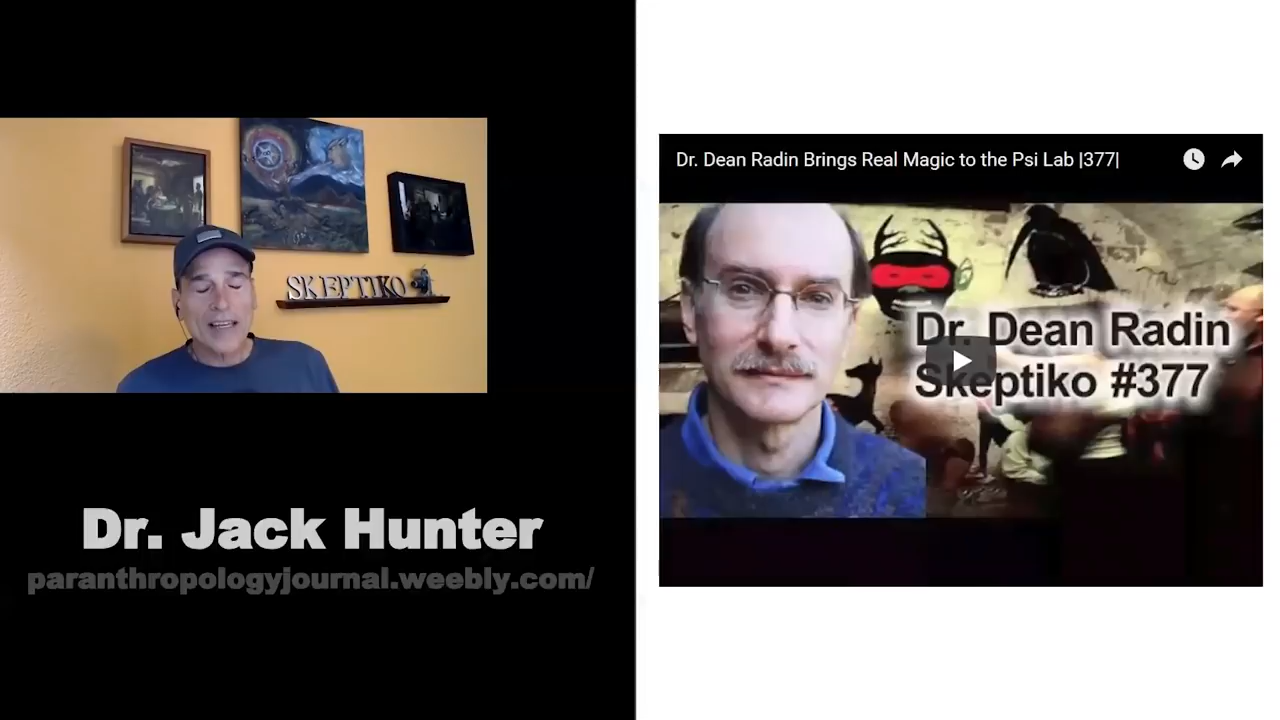 SKEPTIKO
Dr. Jack Hunter
paranthropologyjournal.weebly.com/
Dr. Dean Radin Brings Real Magic to the Psi Lab |377|
Dr. Dean Radin
Skeptiko #377